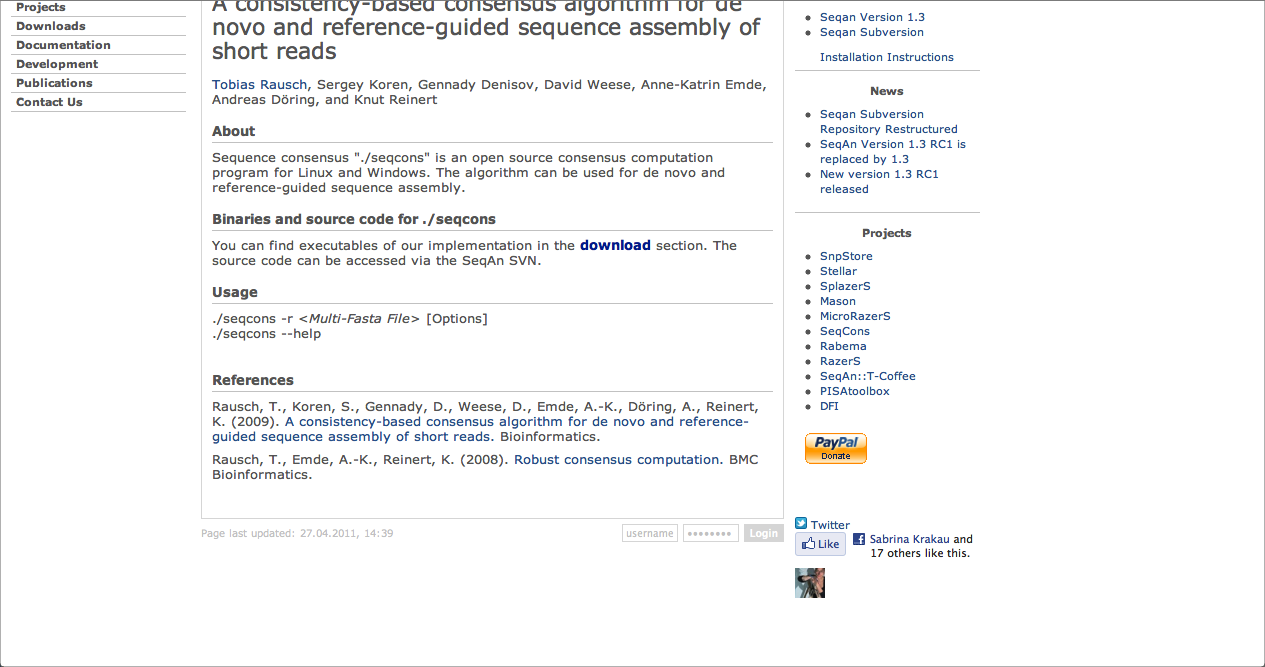 Projects
Downloads
Documentation
Development
Publications
Contact Us
A consistency-based consensus algorithm for de
novo and reference-guided sequence assembly of
short reads
Tobias Rausch, Sergey Koren, Gennady Denisov, David Weese, Anne-Katrin Emde,
Andreas Döring, and Knut Reinert
About
Sequence consensus "./seqcons" is an open source consensus computation
program for Linux and Windows. The algorithm can be used for de novo and
reference-guided sequence assembly.
Binaries and source code for ./seqcons
You can find executables of our implementation in the download section. The
source code can be accessed via the SeqAn SVN.
Usage
./seqcons -r <Multi-Fasta File> [Options]
./seqcons --help
References
Rausch, T., Koren, S., Gennady, D., Weese, D., Emde, A.-K., Döring, A., Reinert,
K. (2009). A consistency-based consensus algorithm for de novo and reference-
guided sequence assembly of short reads. Bioinformatics.
Rausch, T., Emde, A.-K., Reinert, K. (2008). Robust consensus computation. BMC
Bioinformatics.
Page last updated: 27.04.2011, 14:39
username
••••••••
Login
Seqan Version 1.3
Seqan Subversion
Installation Instructions
News
Seqan Subversion
Repository Restructured
SeqAn Version 1.3 RC1 is
replaced by 1.3
New version 1.3 RC1
released
Projects
SnpStore
Stellar
SplazerS
Mason
MicroRazerS
SeqCons
Rabema
RazerS
SeqAn::T-Coffee
PISAtoolbox
DFI
PayPal
Donate
Twitter
Like
Sabrina Krakau and
17 others like this.